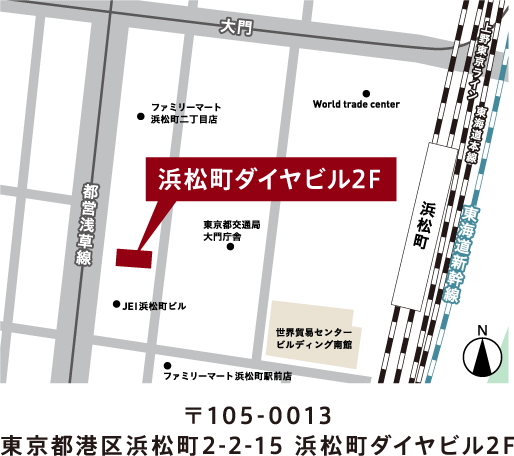 大門
上野東京ライン 東海道本線
ファミリーマート
浜松町二丁目店
World trade center
浜松町ダイヤビル2F
都営浅草線
浜松町
東海道新幹線
東京都交通局
大門庁舎
JEI浜松町ビル
世界貿易センター
ビルディング南館
N
ファミリーマート浜松町駅前店
〒105-0013
東京都港区浜松町2-2-15 浜松町ダイヤビル2F